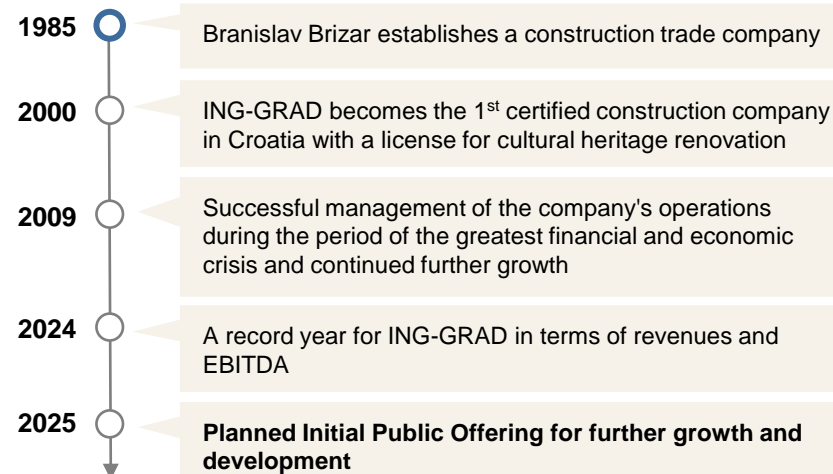 1985
Branislav Brizar establishes a construction trade company
2000
ING-GRAD becomes the 1st certified construction company
in Croatia with a license for cultural heritage renovation
2009
Successful management of the company's operations
during the period of the greatest financial and economic
crisis and continued further growth
2024
A record year for ING-GRAD in terms of revenues and
EBITDA
2025
Planned Initial Public Offering for further growth and
development